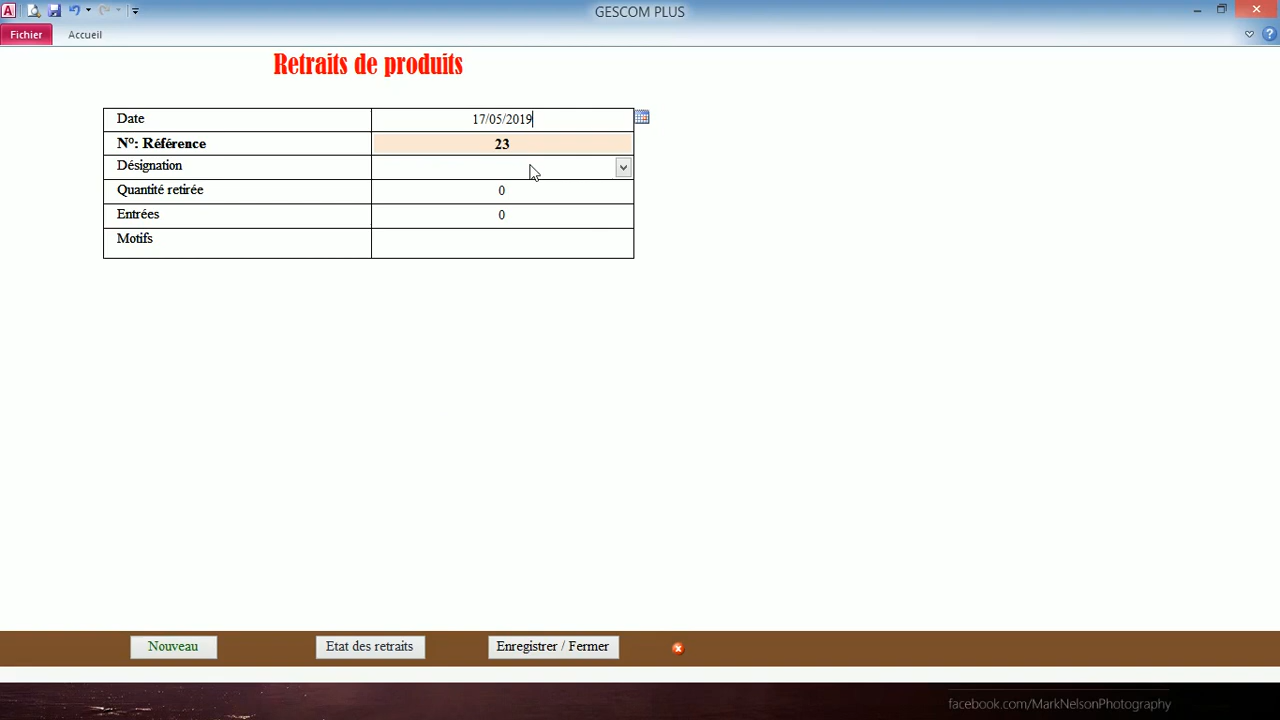 GESCOM PLUS
Fichier Accueil
Retraits de produits
Date 17/05/2019
N°: Référence 23
Désignation
Quantité retirée 0
Entrées 0
Motifs
Nouveau Etat des retraits Enregistrer / Fermer
facebook.com/MarkNelsonPhotography